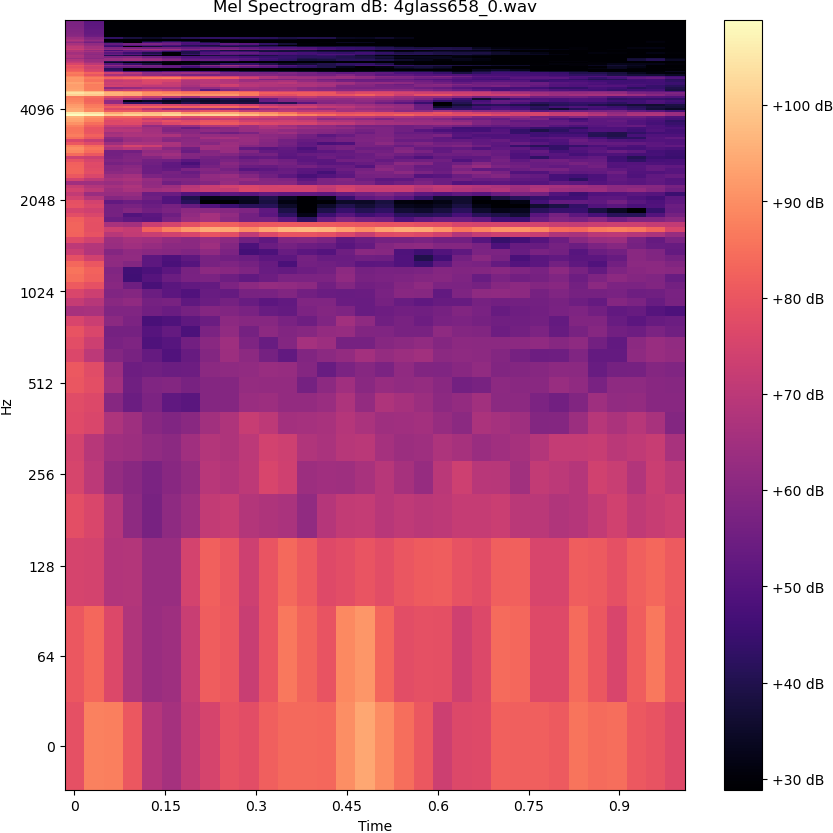 Mel Spectrogram dB: 4glass658_0.wav
Hz
4096
2048
1024
512
256
128
64
0
0 0.15 0.3 0.45 0.6 0.75 0.9
Time
+100 dB
+90 dB
+80 dB
+70 dB
+60 dB
+50 dB
+40 dB
+30 dB